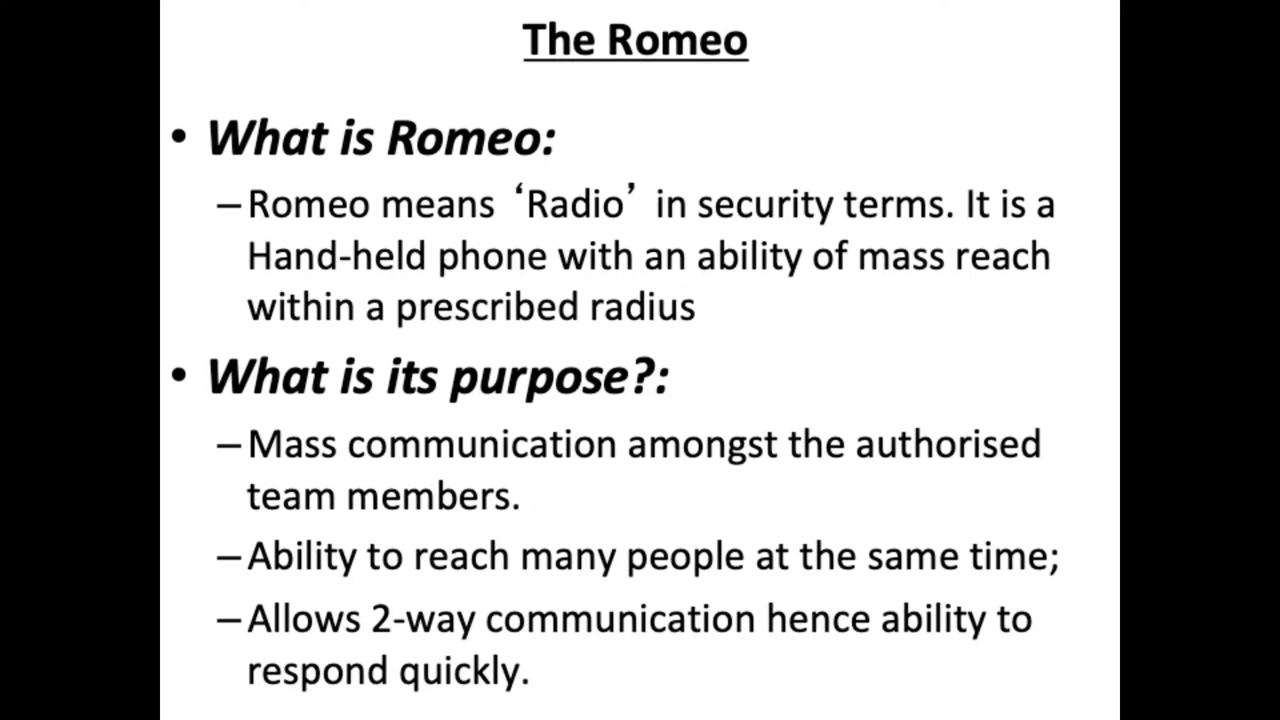 The Romeo
• What is Romeo:
– Romeo means ‘Radio’ in security terms. It is a
Hand-held phone with an ability of mass reach
within a prescribed radius
• What is its purpose?:
– Mass communication amongst the authorised
team members.
– Ability to reach many people at the same time;
– Allows 2-way communication hence ability to
respond quickly.